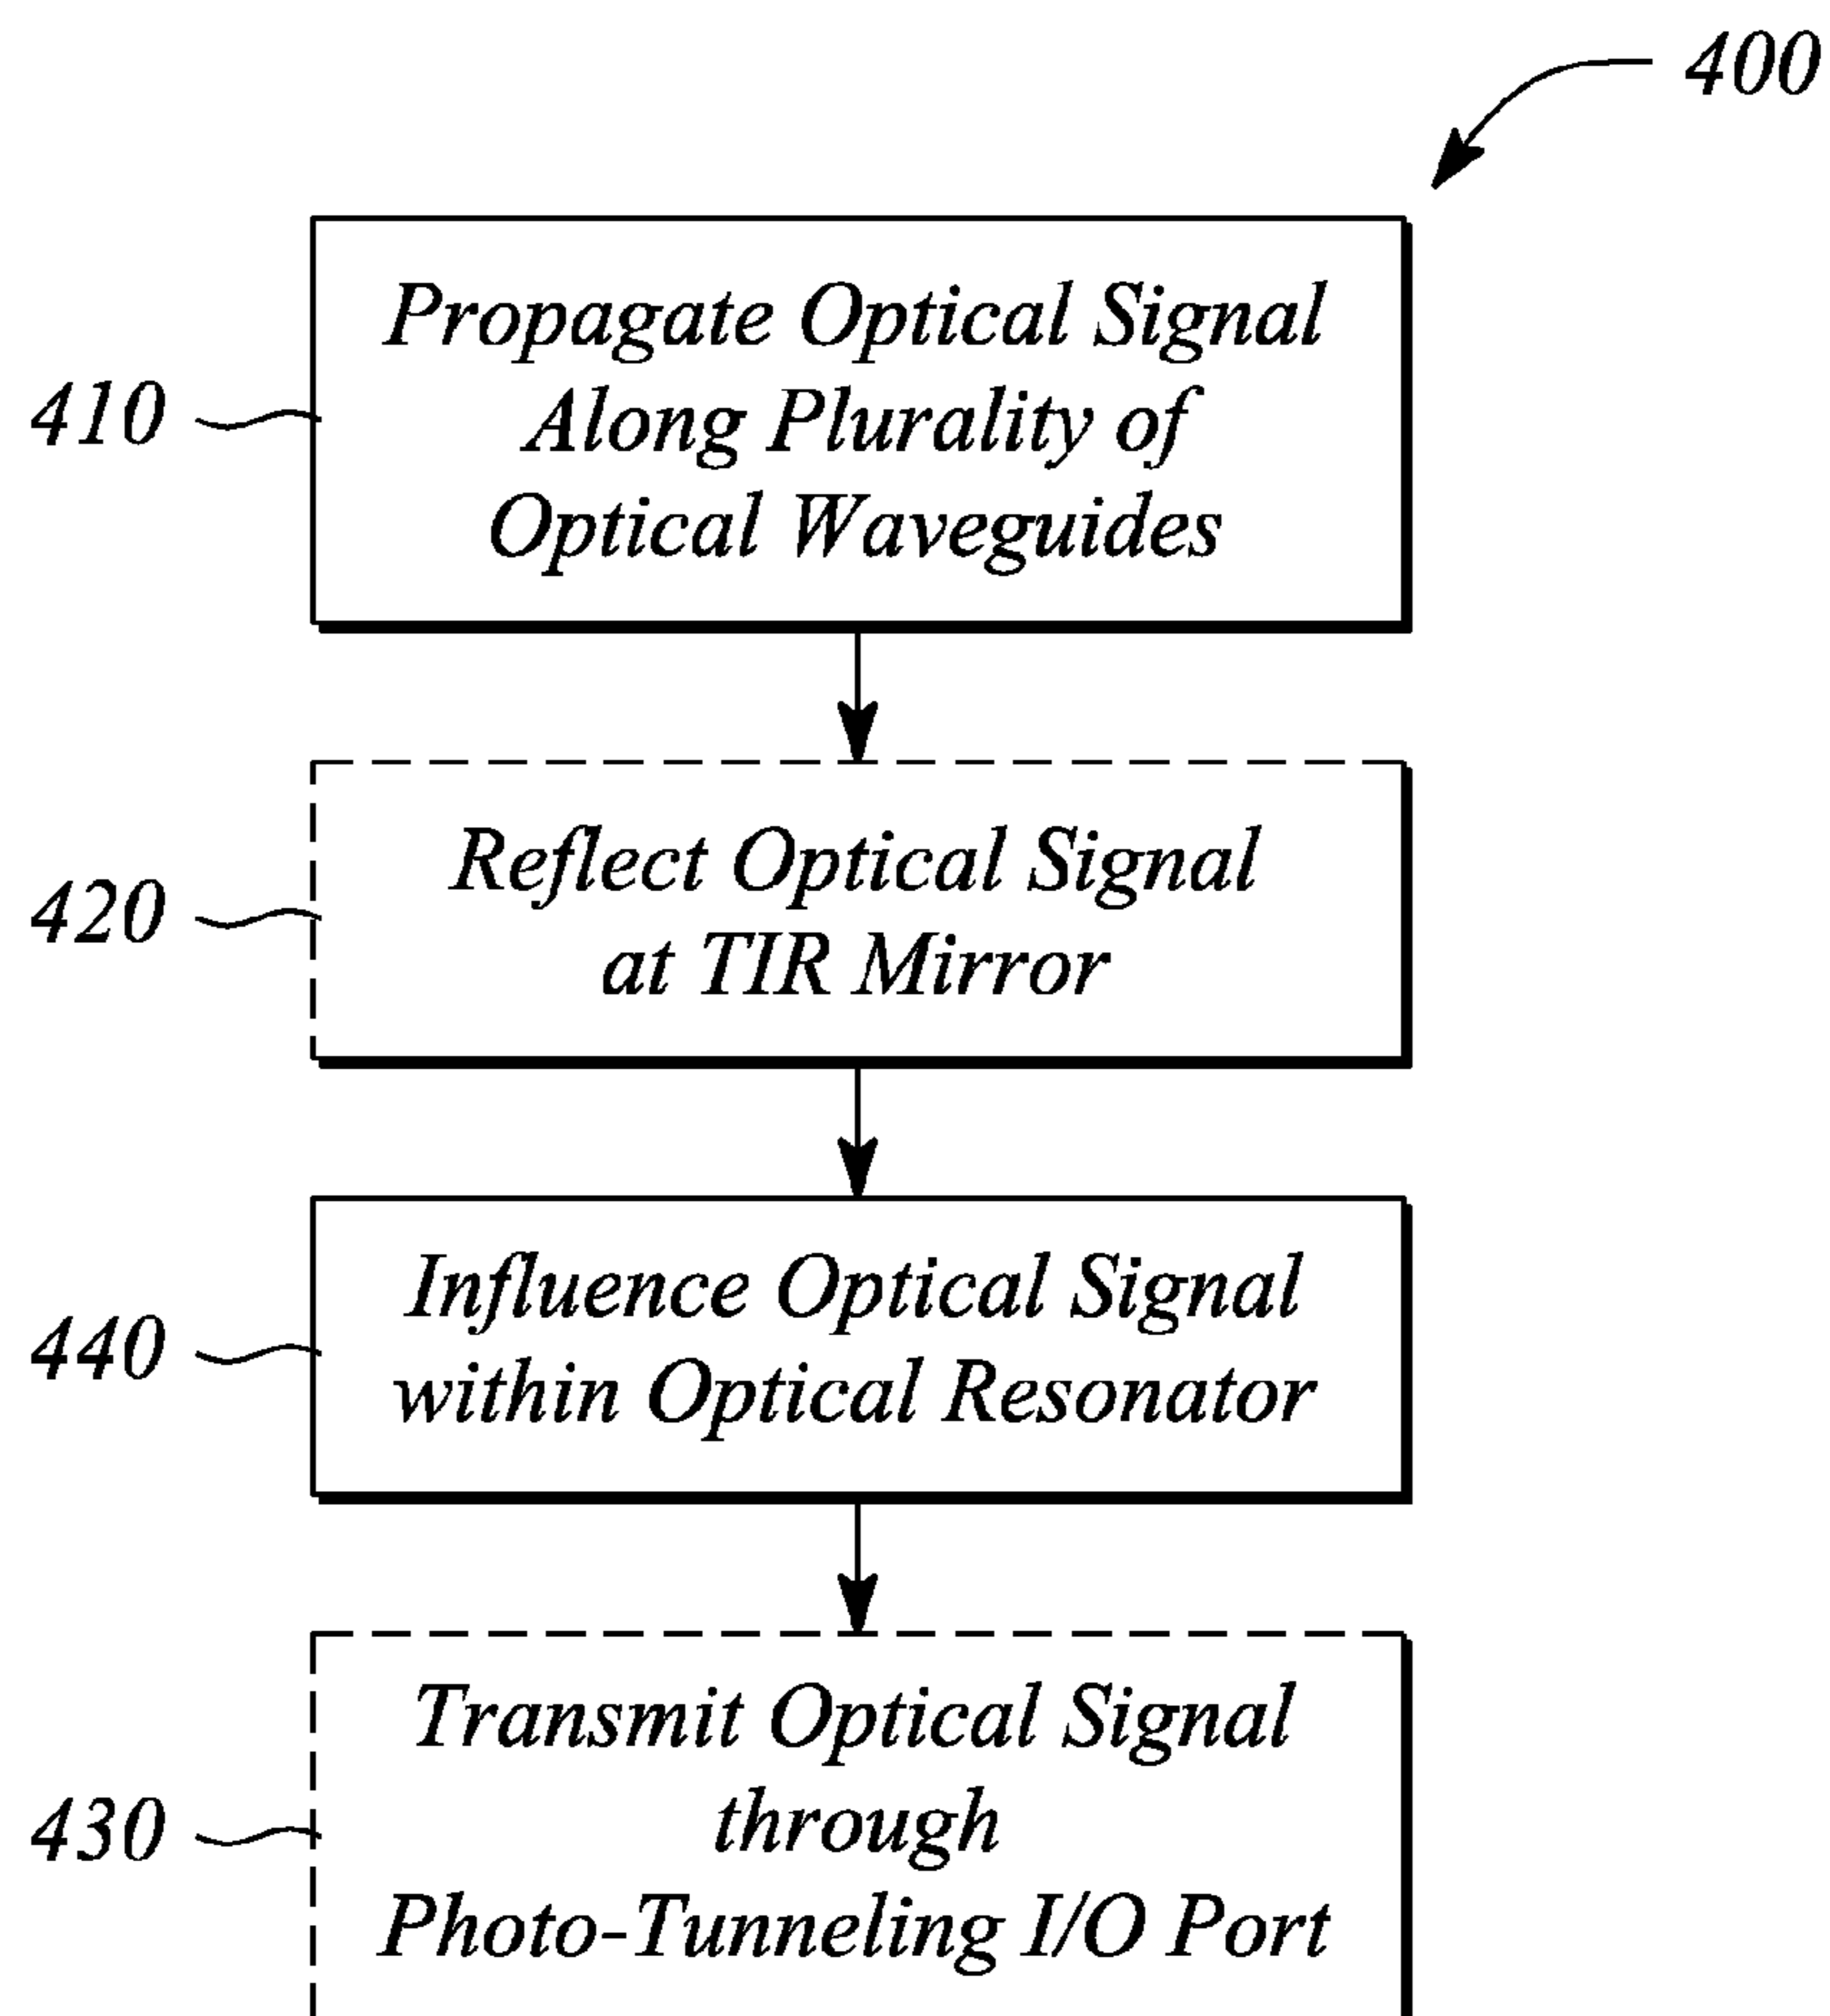 400
Propagate Optical Signal
Along Plurality of
Optical Waveguides
410
Reflect Optical Signal
at TIR Mirror
420
Influence Optical Signal
within Optical Resonator
440
Transmit Optical Signal
through
Photo-Tunneling I/O Port
430